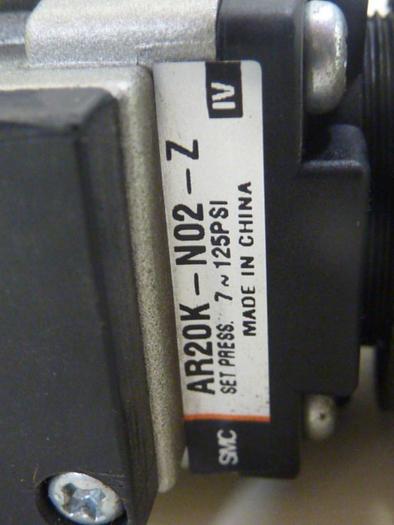 SMC
AR20K-N02-Z
SET PRESS. 7~125PSI
MADE IN CHINA
IV